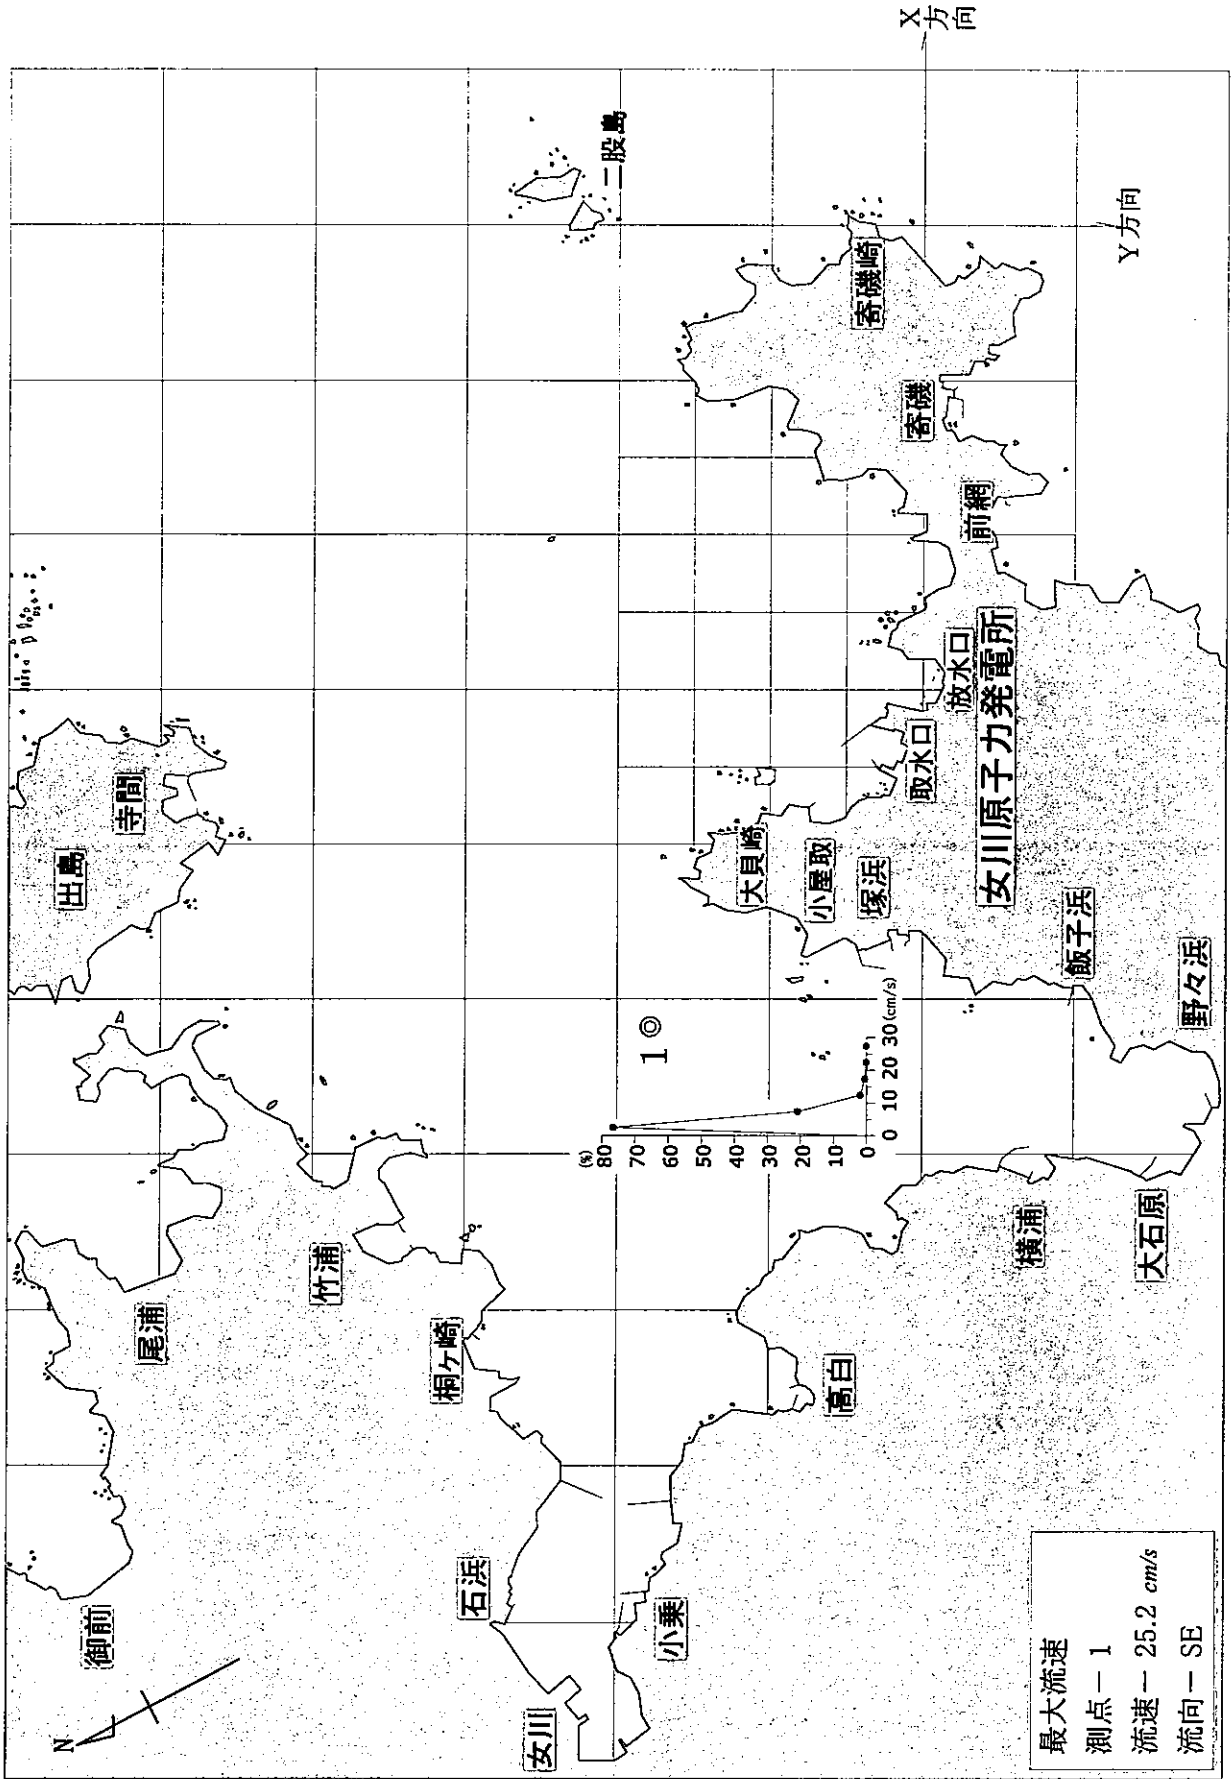 N
御前
尾浦
出島
寺間
竹浦
桐ヶ崎
石浜
女川
小乗
高白
横浦
大石原
野々浜
飯子浜
塚浜
小屋取
大貝崎
取水口
放水口
女川原子力発電所
前網
寄磯
寄磯崎
二股島
X方向
Y方向
1
(%)
80
70
60
50
40
30
20
10
0
0 10 20 30 (cm/s)
最大流速
測点－1
流速－25.2 cm/s
流向－SE